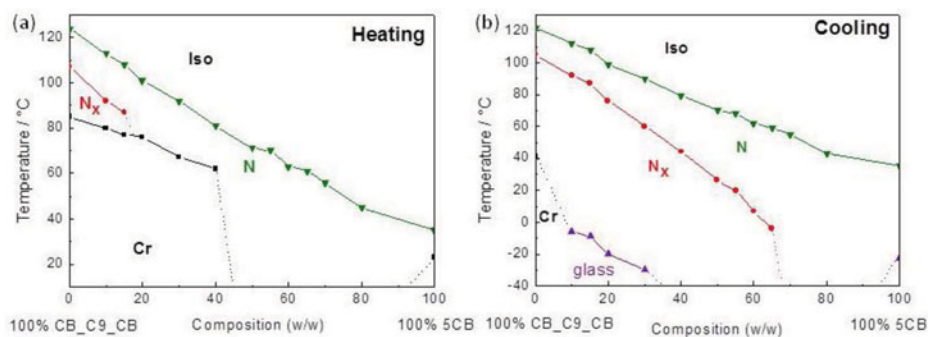 (a)
Heating
Temperature / °C
120
100
80
60
40
20
Iso
Nx
N
Cr
0 20 40 60 80 100
100% CB_C9_CB
Composition (w/w)
100% 5CB
(b)
Cooling
Temperature / °C
120
100
80
60
40
20
0
-20
-40
Iso
N
Nx
Cr
glass
0 20 40 60 80 100
100% CB_C9_CB
Composition (w/w)
100% 5CB